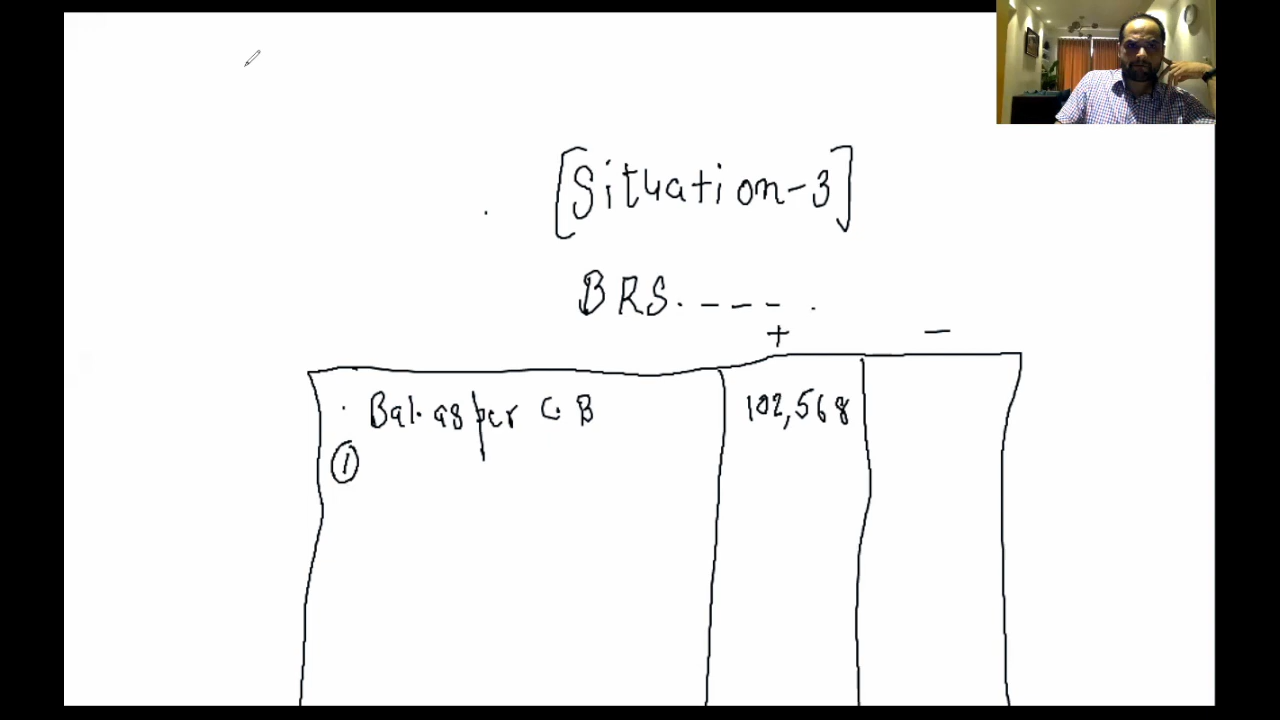 [Situation-3]
BRS. --- .
+ -
Bal. as per C. B 102,568
①